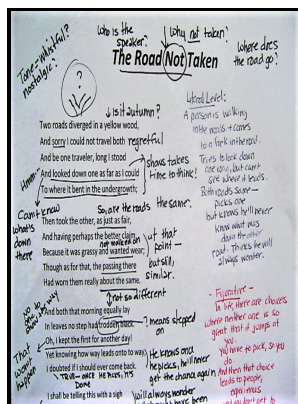 Tone - whistful?
nostalgic?
who is the
speaker?
Why not taken?
where does
the road go?
The Road Not Taken
?
↓ Is it autumn?
Two roads diverged in a yellow wood,
And sorry I could not travel both regretful
And be one traveler, long I stood
And looked down one as far as I could
To where it bent in the undergrowth;
Hmm...
shows takes
time to think!
Can't know
what's
down
there
So, are the roads the same?
Then took the other, as just as fair,
And having perhaps the better claim
not walked on
Because it was grassy and wanted wear;
Though as for that, the passing there
Had worn them really about the same.
up to that
point –
but still,
similar.
not so different
And both that morning equally lay
In leaves no step had trodden black.
means stepped
on
Oh, I kept the first for another day!
Yet knowing how way leads onto way,
I doubted if I should ever come back.
That
won't
happen
He knows once
he picks, he'll never
get the chance again
I shall be telling this with a sigh
will always wonder
Literal Level:
A person is walking
in the woods + comes
to a fork in the road.
Tries to look down
one road, but can't
see where it leads.
Both roads same –
picks one
but knows he'll never
know what was
down the other
road. Thinks he will
always wonder.
Figurative -
In life, there are choices
where neither one is so
great that it jumps at
you.
You have to pick, so you
do.
And then that choice
leads to people,
experiences